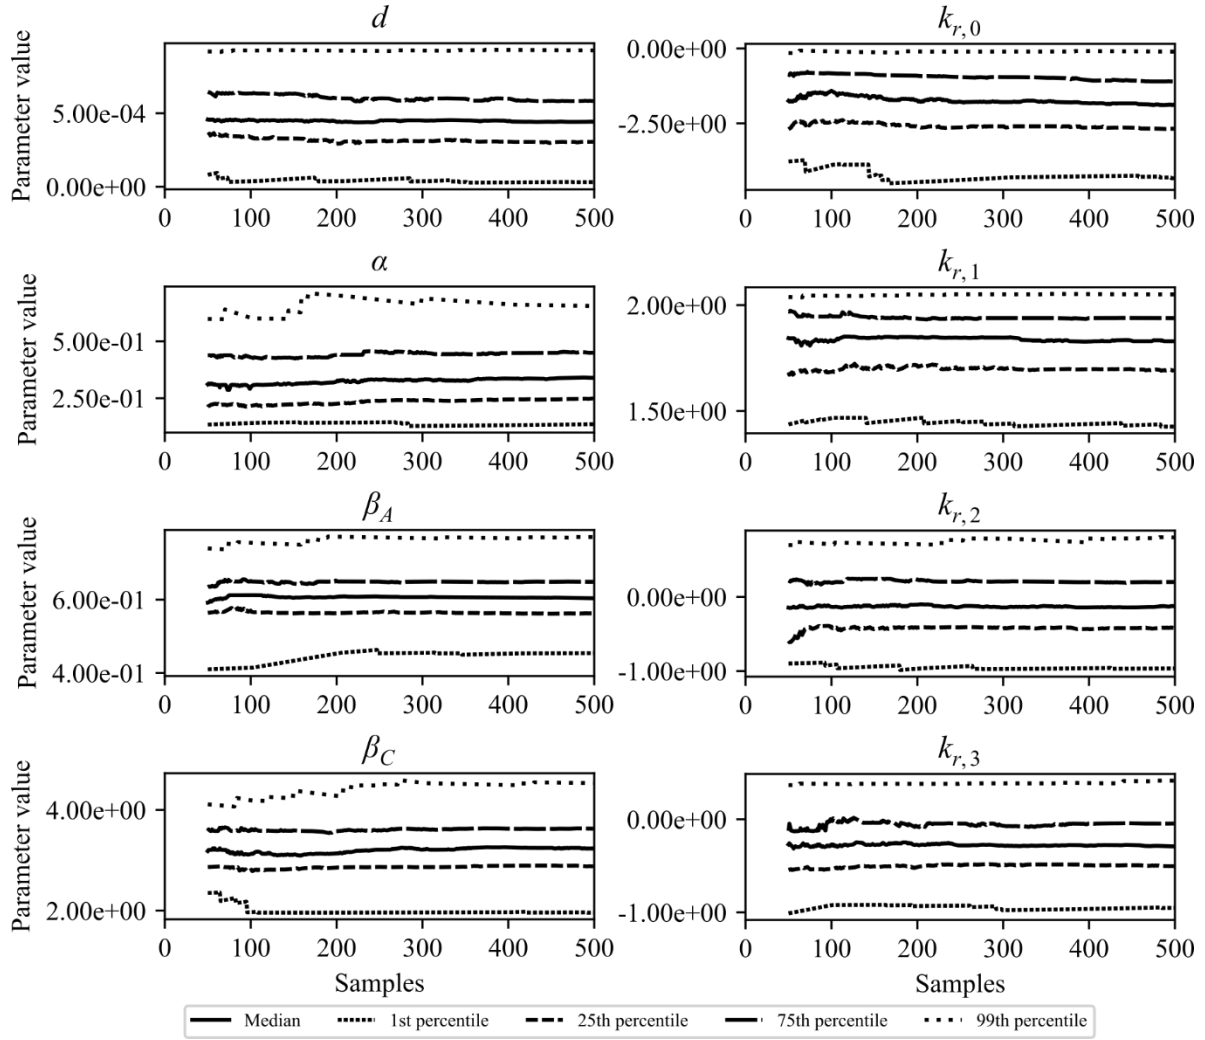 d
Parameter value
5.00e−04
0.00e+00
0 100 200 300 400 500
k_{r,0}
0.00e+00
−2.50e+00
0 100 200 300 400 500
α
Parameter value
5.00e−01
2.50e−01
0 100 200 300 400 500
k_{r,1}
2.00e+00
1.50e+00
0 100 200 300 400 500
β_A
Parameter value
6.00e−01
4.00e−01
0 100 200 300 400 500
k_{r,2}
0.00e+00
−1.00e+00
0 100 200 300 400 500
β_C
Parameter value
4.00e+00
2.00e+00
0 100 200 300 400 500
Samples
k_{r,3}
0.00e+00
−1.00e+00
0 100 200 300 400 500
Samples
Median 1st percentile 25th percentile 75th percentile 99th percentile